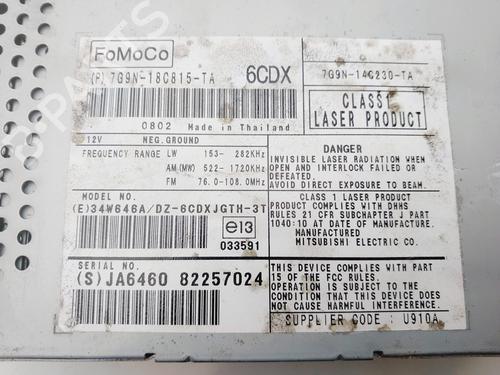 FoMoCo
(P) 7G9N-18C815-TA
6CDX
7G9N-14C230-TA
CLASS1
LASER PRODUCT
0802 Made in Thailand
12V NEG.GROUND
FREQUENCY RANGE LW 153- 282KHz
AM(MW) 522- 1720KHz
FM 76.0-108.0MHz
DANGER
INVISIBLE LASER RADIATION WHEN
OPEN AND INTERLOCK FAILED OR
DEFEATED.
AVOID DIRECT EXPOSURE TO BEAM
MODEL NO.
(E)34W646A/DZ-6CDXJGTH-3T
e13
033591
CLASS 1 LASER PRODUCT
PRODUCT COMPLIES WITH DHHS
RULES 21 CFR SUBCHAPTER J PART
1040:10 AT DATE OF MANUFACTURE.
MANUFACTURED
MITSUBISHI ELECTRIC CO.
SERIAL NO.
(S)JA6460 82257024
THIS DEVICE COMPLIES WITH PART
15 OF THE FCC RULES.
OPERATION IS SUBJECT TO THE
CONDITION THAT THIS DEVICE DOES
NOT CAUSE HARMFUL INTERFERENCE.
SUPPLIER CODE : U910A